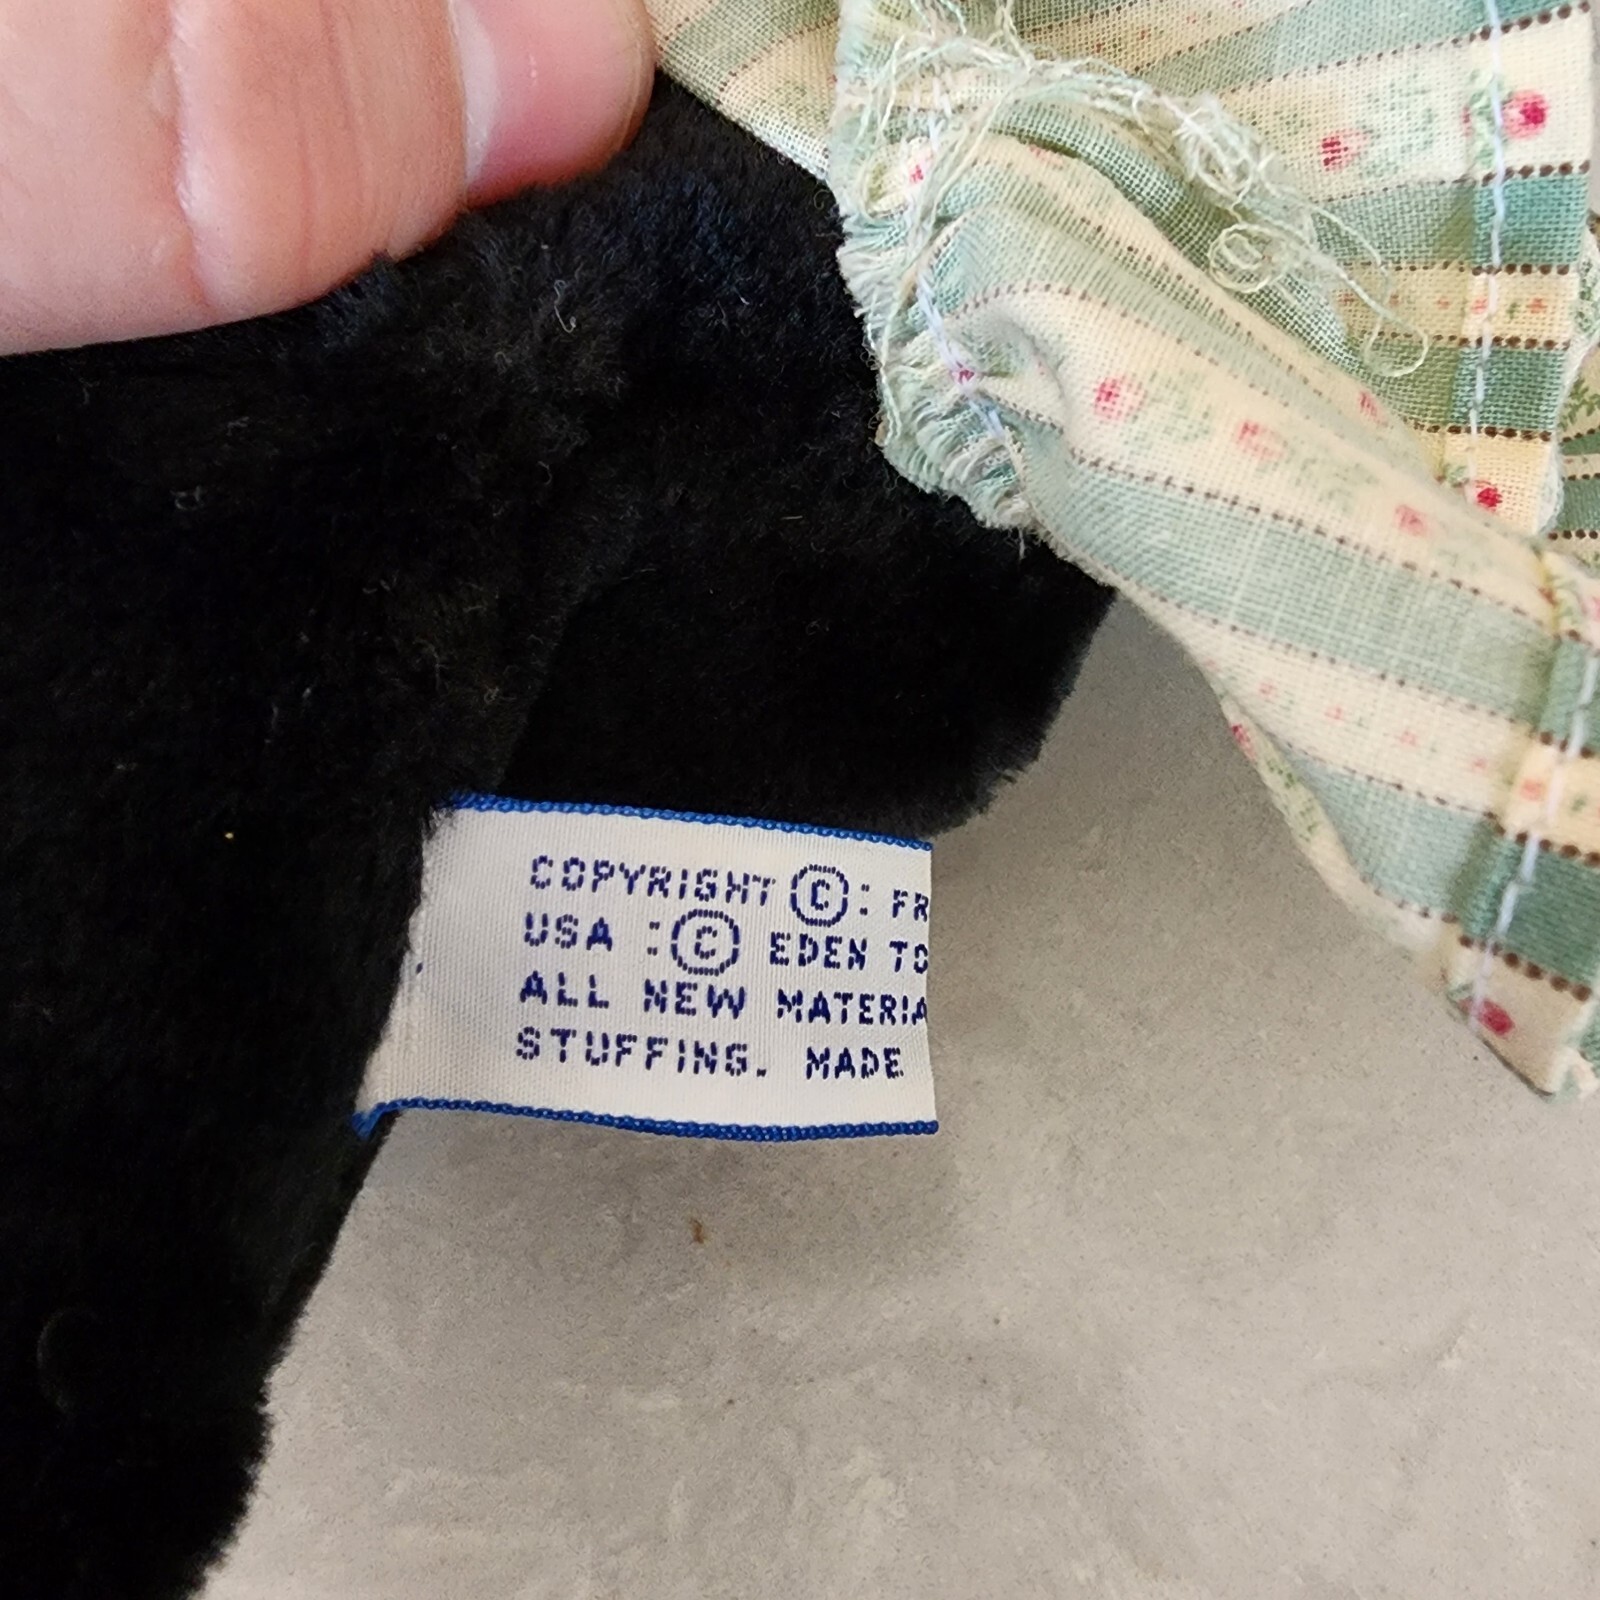 COPYRIGHT ©: FR
USA :© EDEN TO
ALL NEW MATERIA
STUFFING. MADE